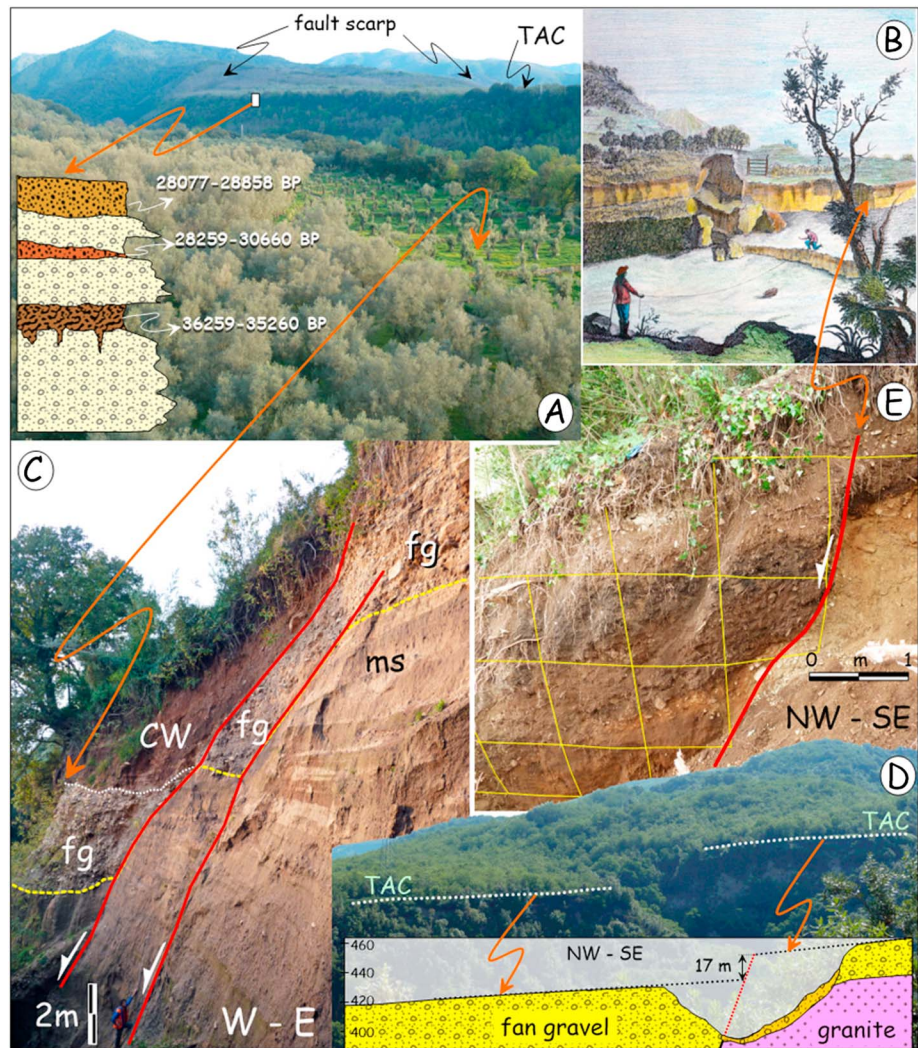 fault scarp
TAC
28077-28858 BP
28259-30660 BP
36259-35260 BP
A
B
C
fg
ms
CW
fg
fg
2m
W - E
E
0 m 1
NW - SE
D
TAC
TAC
460
440
420
400
NW - SE
17 m
fan gravel
granite